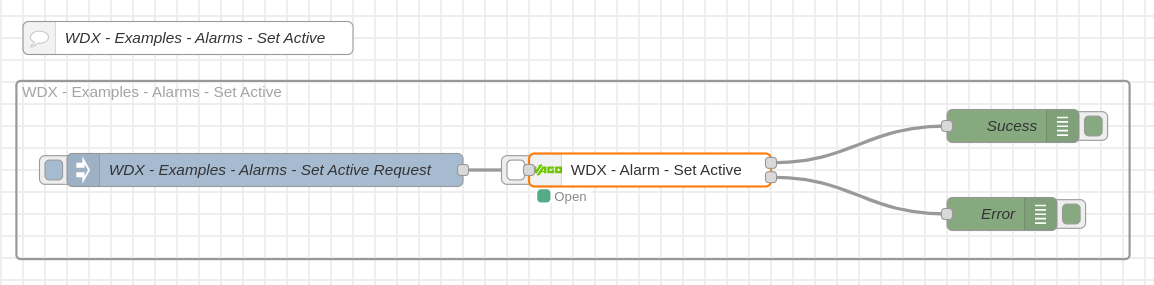 WDX - Examples - Alarms - Set Active
WDX - Examples - Alarms - Set Active
Sucess
WDX - Examples - Alarms - Set Active Request
WAGO
WDX - Alarm - Set Active
Open
Error